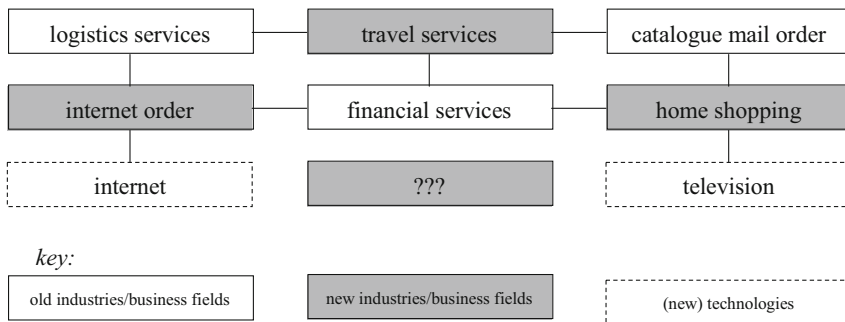 logistics services
travel services
catalogue mail order
internet order
financial services
home shopping
internet
???
television
key:
old industries/business fields
new industries/business fields
(new) technologies